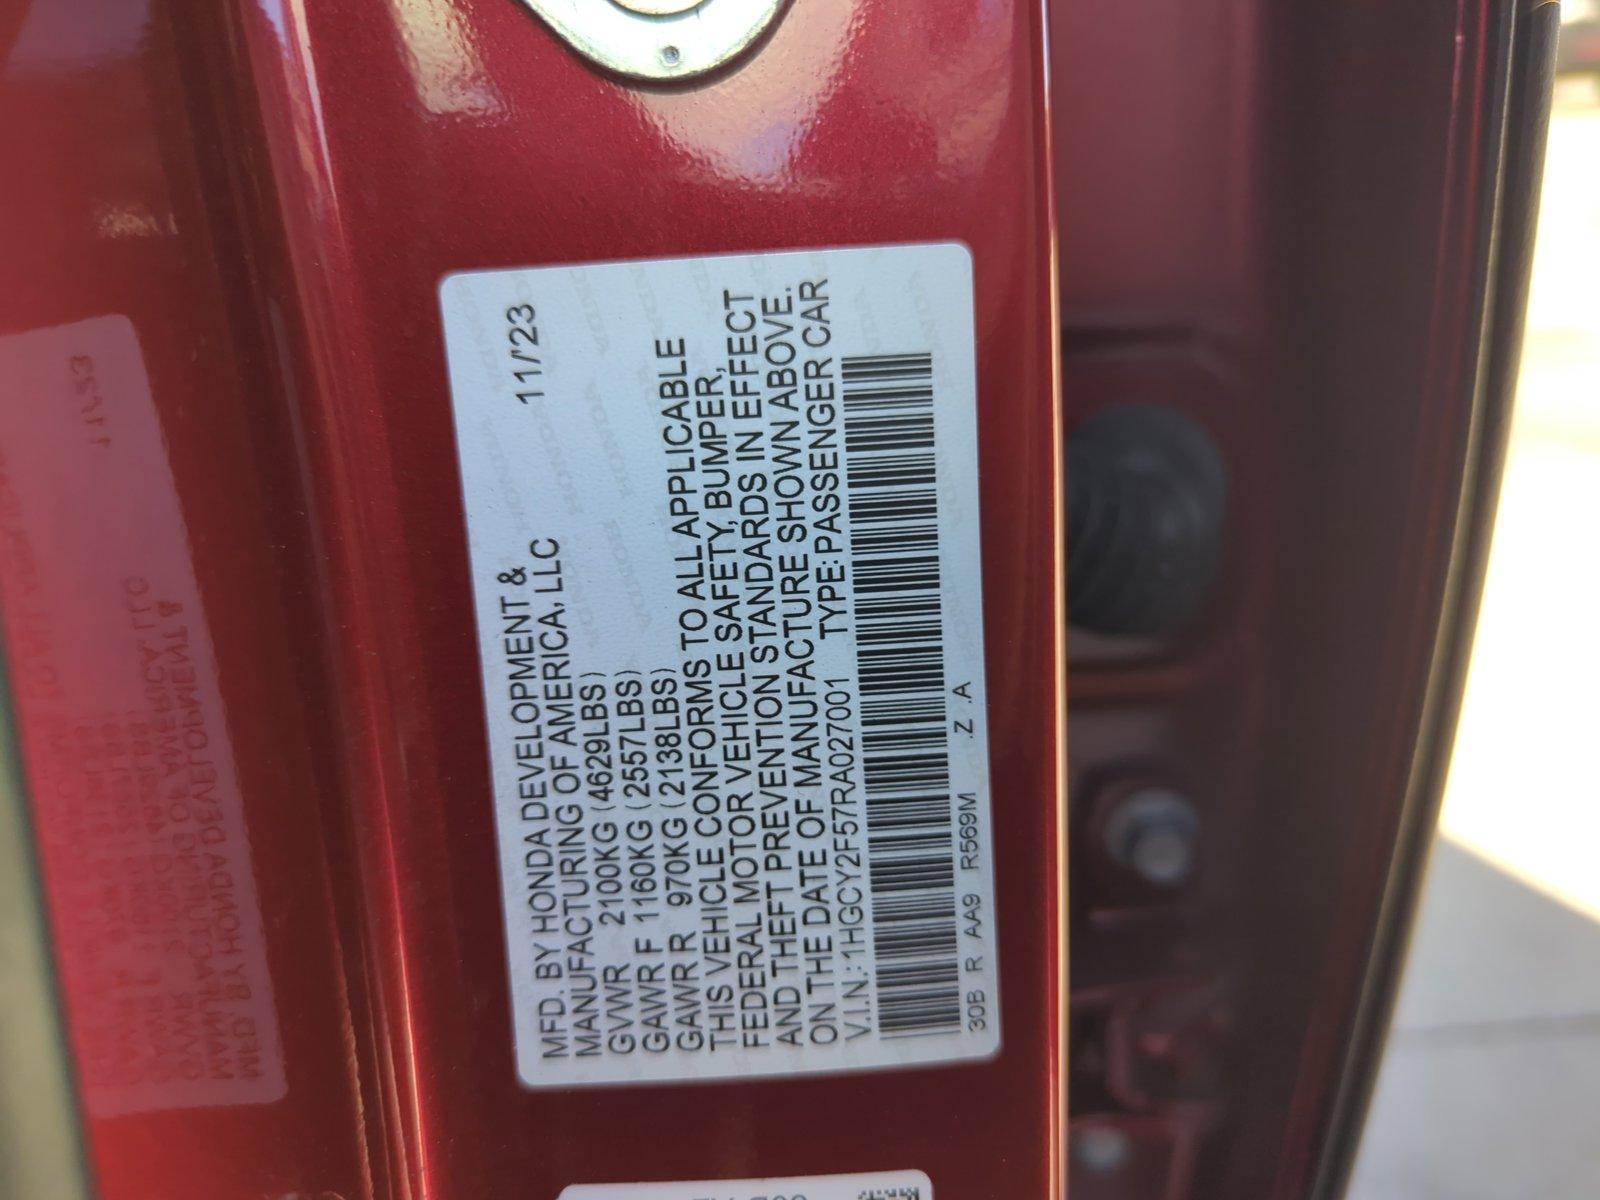 MFD. BY HONDA DEVELOPMENT &
MANUFACTURING OF AMERICA, LLC 11/'23
GVWR 2100KG (4629LBS)
GAWR F 1160KG (2557LBS)
GAWR R 970KG (2138LBS)
THIS VEHICLE CONFORMS TO ALL APPLICABLE
FEDERAL MOTOR VEHICLE SAFETY, BUMPER,
AND THEFT PREVENTION STANDARDS IN EFFECT
ON THE DATE OF MANUFACTURE SHOWN ABOVE.
V.I.N.: 1HGCY2F57RA027001 TYPE: PASSENGER CAR
30B R AA9 R569M .Z .A